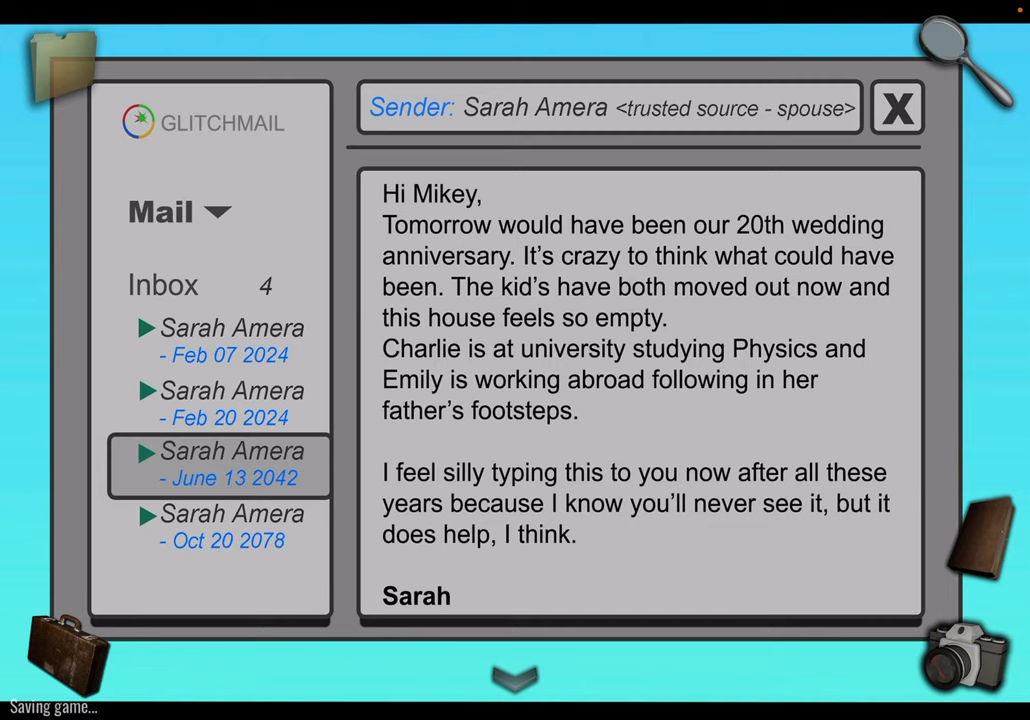 GLITCHMAIL
Mail
Inbox 4
Sarah Amera
- Feb 07 2024
Sarah Amera
- Feb 20 2024
Sarah Amera
- June 13 2042
Sarah Amera
- Oct 20 2078
Sender: Sarah Amera <trusted source - spouse>
X
Hi Mikey,
Tomorrow would have been our 20th wedding
anniversary. It’s crazy to think what could have
been. The kid’s have both moved out now and
this house feels so empty.
Charlie is at university studying Physics and
Emily is working abroad following in her
father’s footsteps.
I feel silly typing this to you now after all these
years because I know you’ll never see it, but it
does help, I think.
Sarah
Saving game...